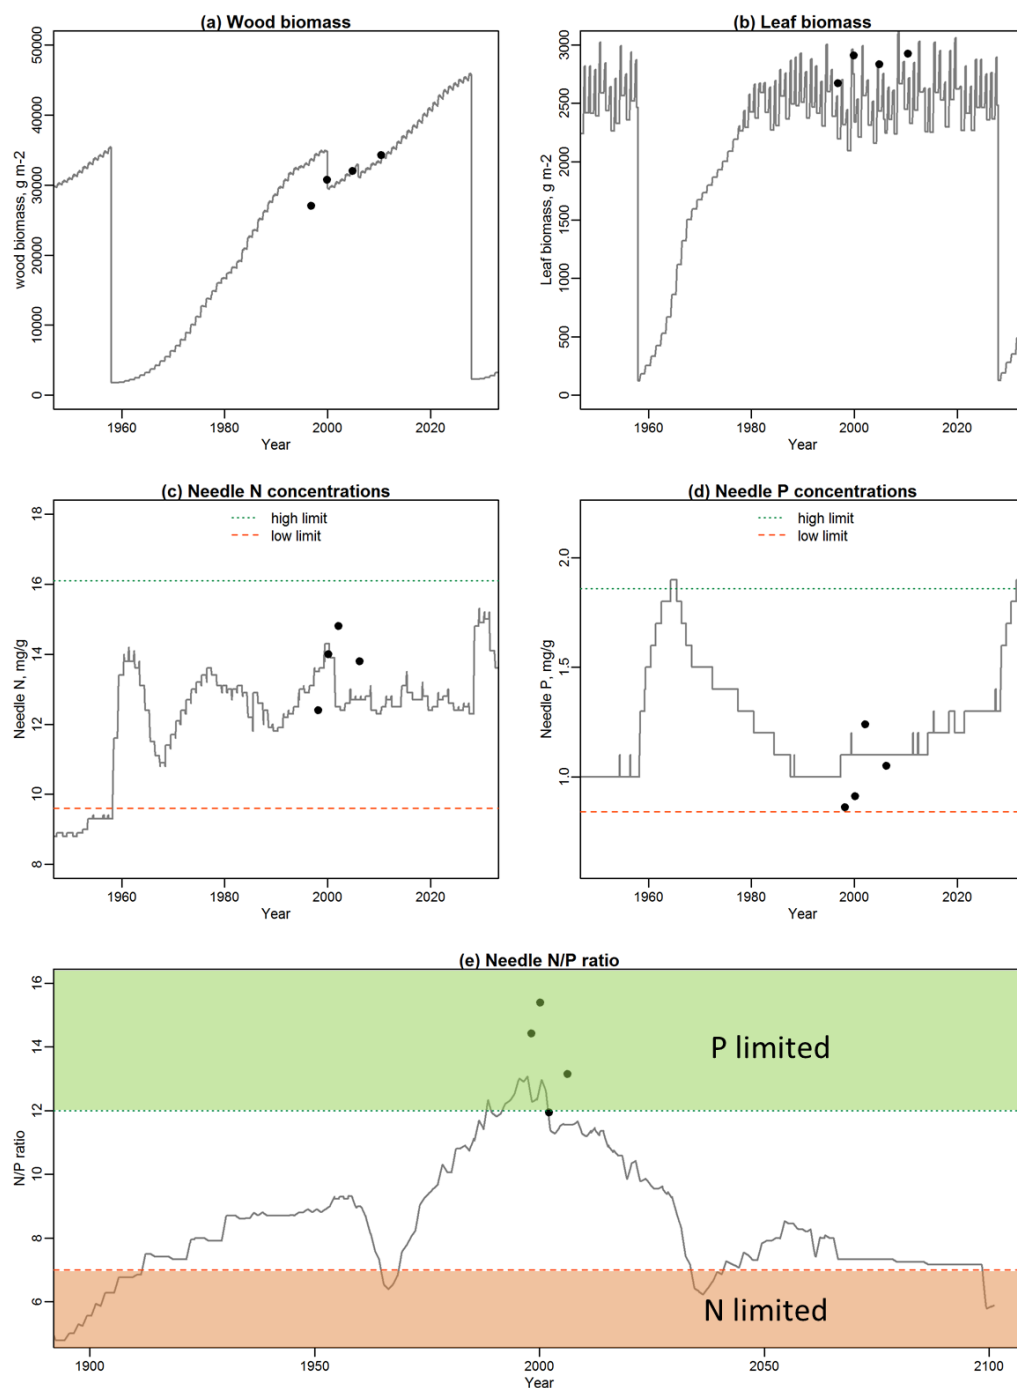 (a) Wood biomass
wood biomass, g m-2
0 10000 20000 30000 40000 50000
1960 1980 2000 2020
Year
(b) Leaf biomass
Leaf biomass, g m-2
0 500 1000 1500 2000 2500 3000
1960 1980 2000 2020
Year
(c) Needle N concentrations
high limit
low limit
Needle N, mg/g
8 10 12 14 16 18
1960 1980 2000 2020
Year
(d) Needle P concentrations
high limit
low limit
Needle P, mg/g
1.0 1.5 2.0
1960 1980 2000 2020
Year
(e) Needle N/P ratio
P limited
N limited
N/P ratio
6 8 10 12 14 16
1900 1950 2000 2050 2100
Year